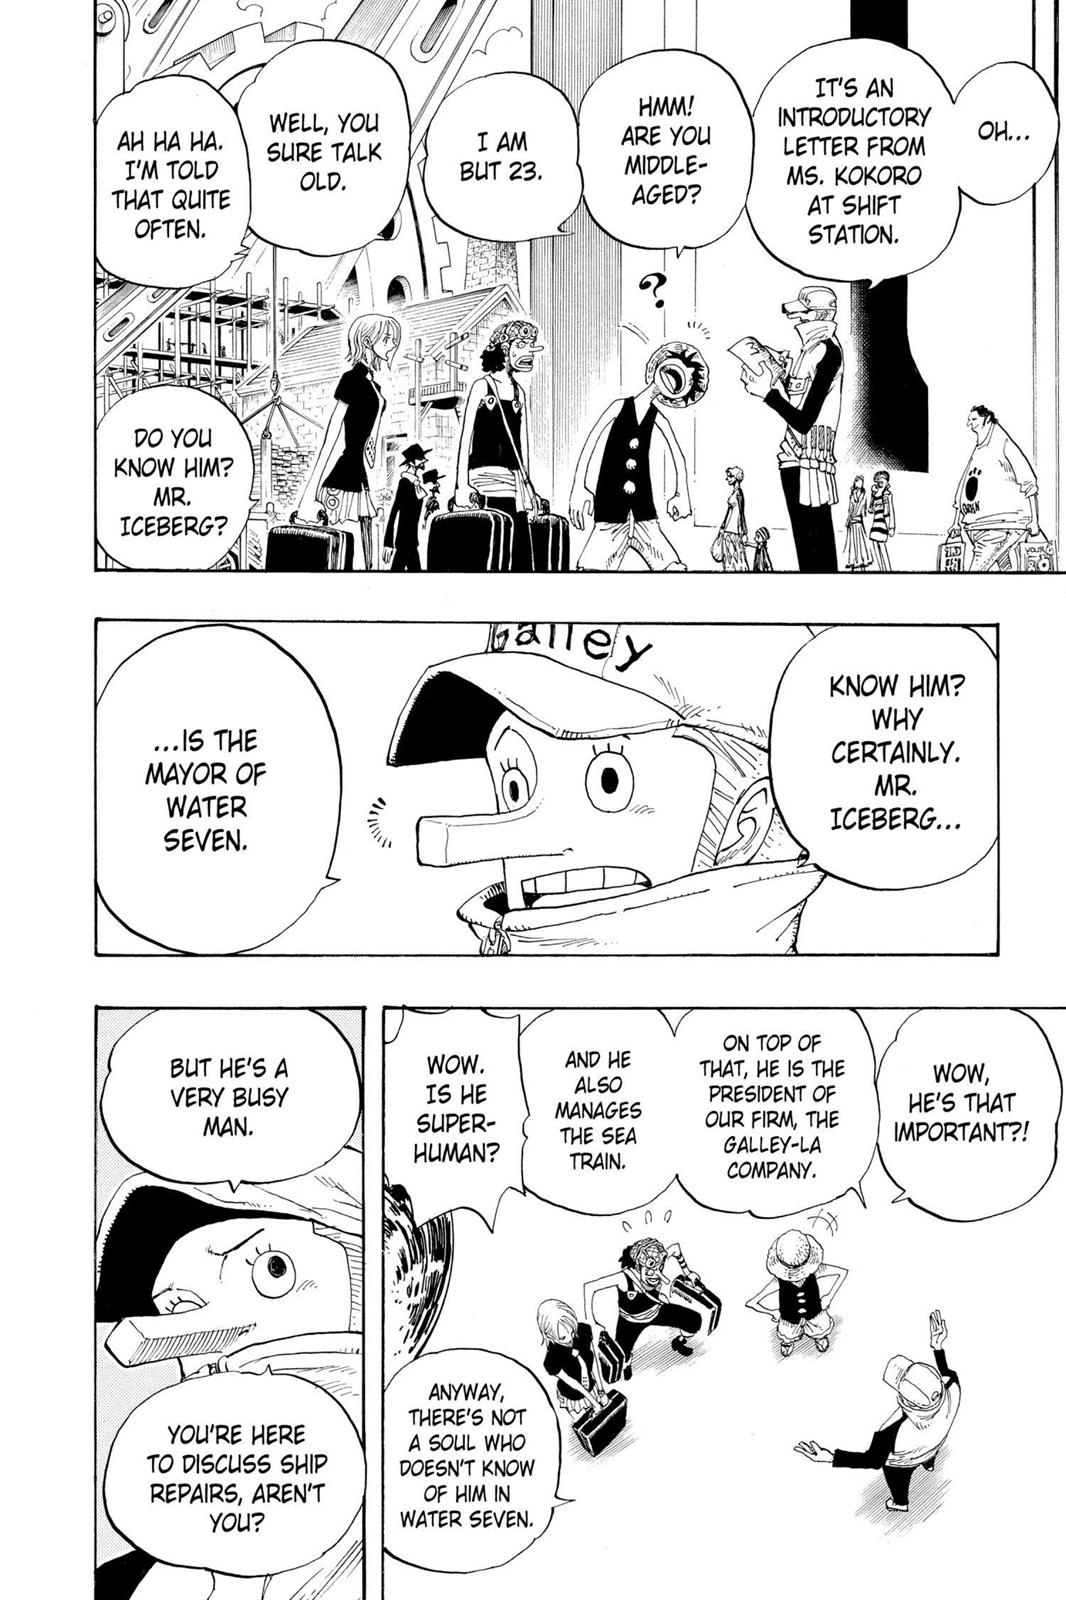 OH...
IT'S AN
INTRODUCTORY
LETTER FROM
MS. KOKORO
AT SHIFT
STATION.
HMM!
ARE YOU
MIDDLE-
AGED?
I AM
BUT 23.
WELL, YOU
SURE TALK
OLD.
AH HA HA.
I'M TOLD
THAT QUITE
OFTEN.
?
DO YOU
KNOW HIM?
MR.
ICEBERG?
Galley
KNOW HIM?
WHY
CERTAINLY.
MR.
ICEBERG...
...IS THE
MAYOR OF
WATER
SEVEN.
WOW,
HE'S THAT
IMPORTANT?!
ON TOP OF
THAT, HE IS THE
PRESIDENT OF
OUR FIRM, THE
GALLEY-LA
COMPANY.
AND HE
ALSO
MANAGES
THE SEA
TRAIN.
WOW.
IS HE
SUPER-
HUMAN?
ANYWAY,
THERE'S NOT
A SOUL WHO
DOESN'T KNOW
OF HIM IN
WATER SEVEN.
BUT HE'S A
VERY BUSY
MAN.
YOU'RE HERE
TO DISCUSS SHIP
REPAIRS, AREN'T
YOU?